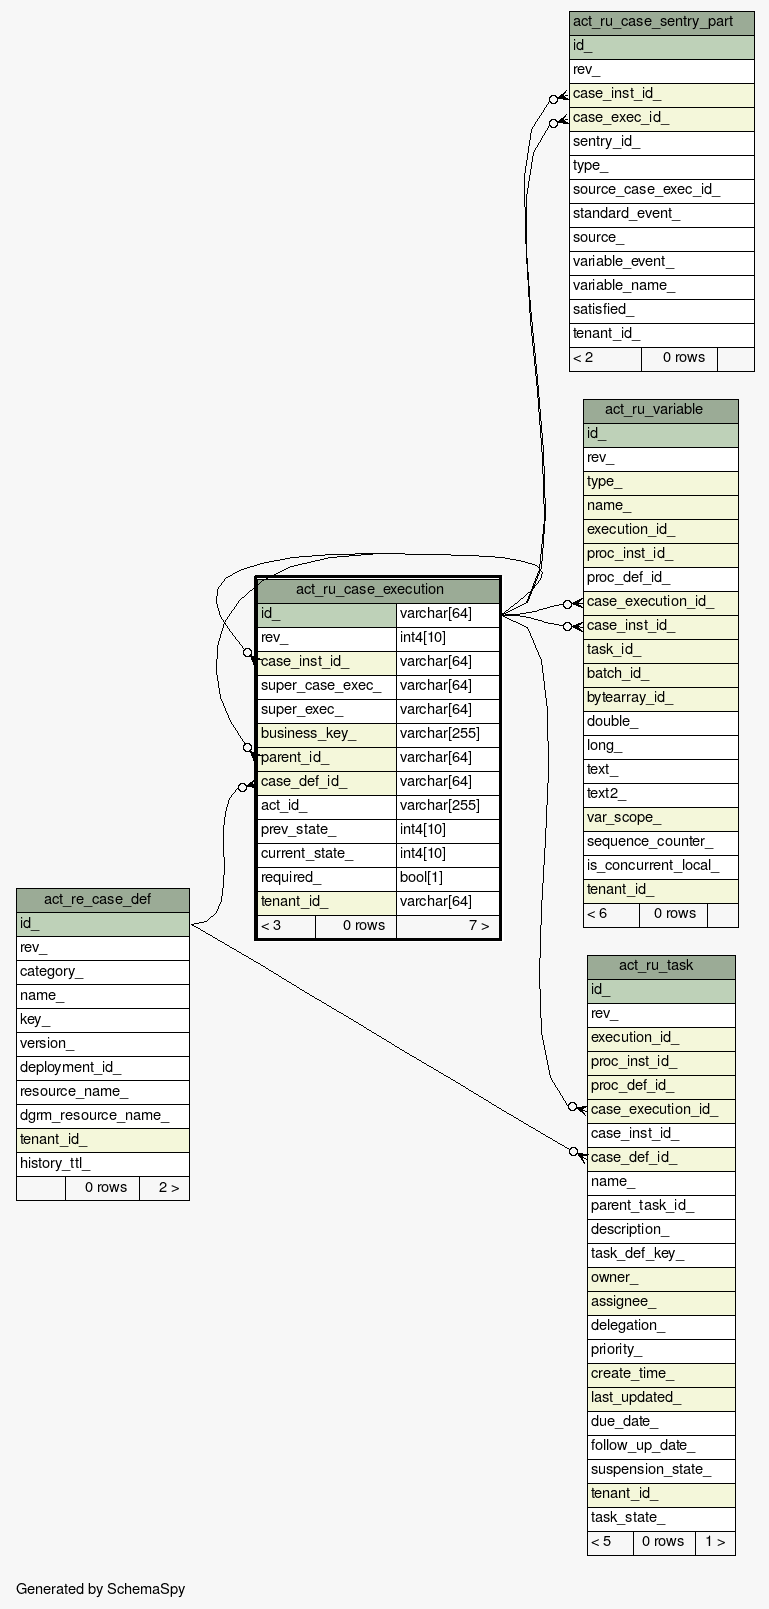 act_ru_case_sentry_part
id_
rev_
case_inst_id_
case_exec_id_
sentry_id_
type_
source_case_exec_id_
standard_event_
source_
variable_event_
variable_name_
satisfied_
tenant_id_
< 2 0 rows
act_ru_variable
id_
rev_
type_
name_
execution_id_
proc_inst_id_
proc_def_id_
case_execution_id_
case_inst_id_
task_id_
batch_id_
bytearray_id_
double_
long_
text_
text2_
var_scope_
sequence_counter_
is_concurrent_local_
tenant_id_
< 6 0 rows
act_ru_case_execution
id_ varchar[64]
rev_ int4[10]
case_inst_id_ varchar[64]
super_case_exec_ varchar[64]
super_exec_ varchar[64]
business_key_ varchar[255]
parent_id_ varchar[64]
case_def_id_ varchar[64]
act_id_ varchar[255]
prev_state_ int4[10]
current_state_ int4[10]
required_ bool[1]
tenant_id_ varchar[64]
< 3 0 rows 7 >
act_re_case_def
id_
rev_
category_
name_
key_
version_
deployment_id_
resource_name_
dgrm_resource_name_
tenant_id_
history_ttl_
0 rows 2 >
act_ru_task
id_
rev_
execution_id_
proc_inst_id_
proc_def_id_
case_execution_id_
case_inst_id_
case_def_id_
name_
parent_task_id_
description_
task_def_key_
owner_
assignee_
delegation_
priority_
create_time_
last_updated_
due_date_
follow_up_date_
suspension_state_
tenant_id_
task_state_
< 5 0 rows 1 >
Generated by SchemaSpy